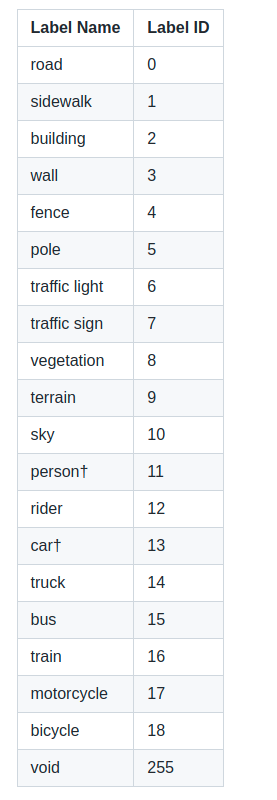 Label Name Label ID
road 0
sidewalk 1
building 2
wall 3
fence 4
pole 5
traffic light 6
traffic sign 7
vegetation 8
terrain 9
sky 10
person† 11
rider 12
car† 13
truck 14
bus 15
train 16
motorcycle 17
bicycle 18
void 255